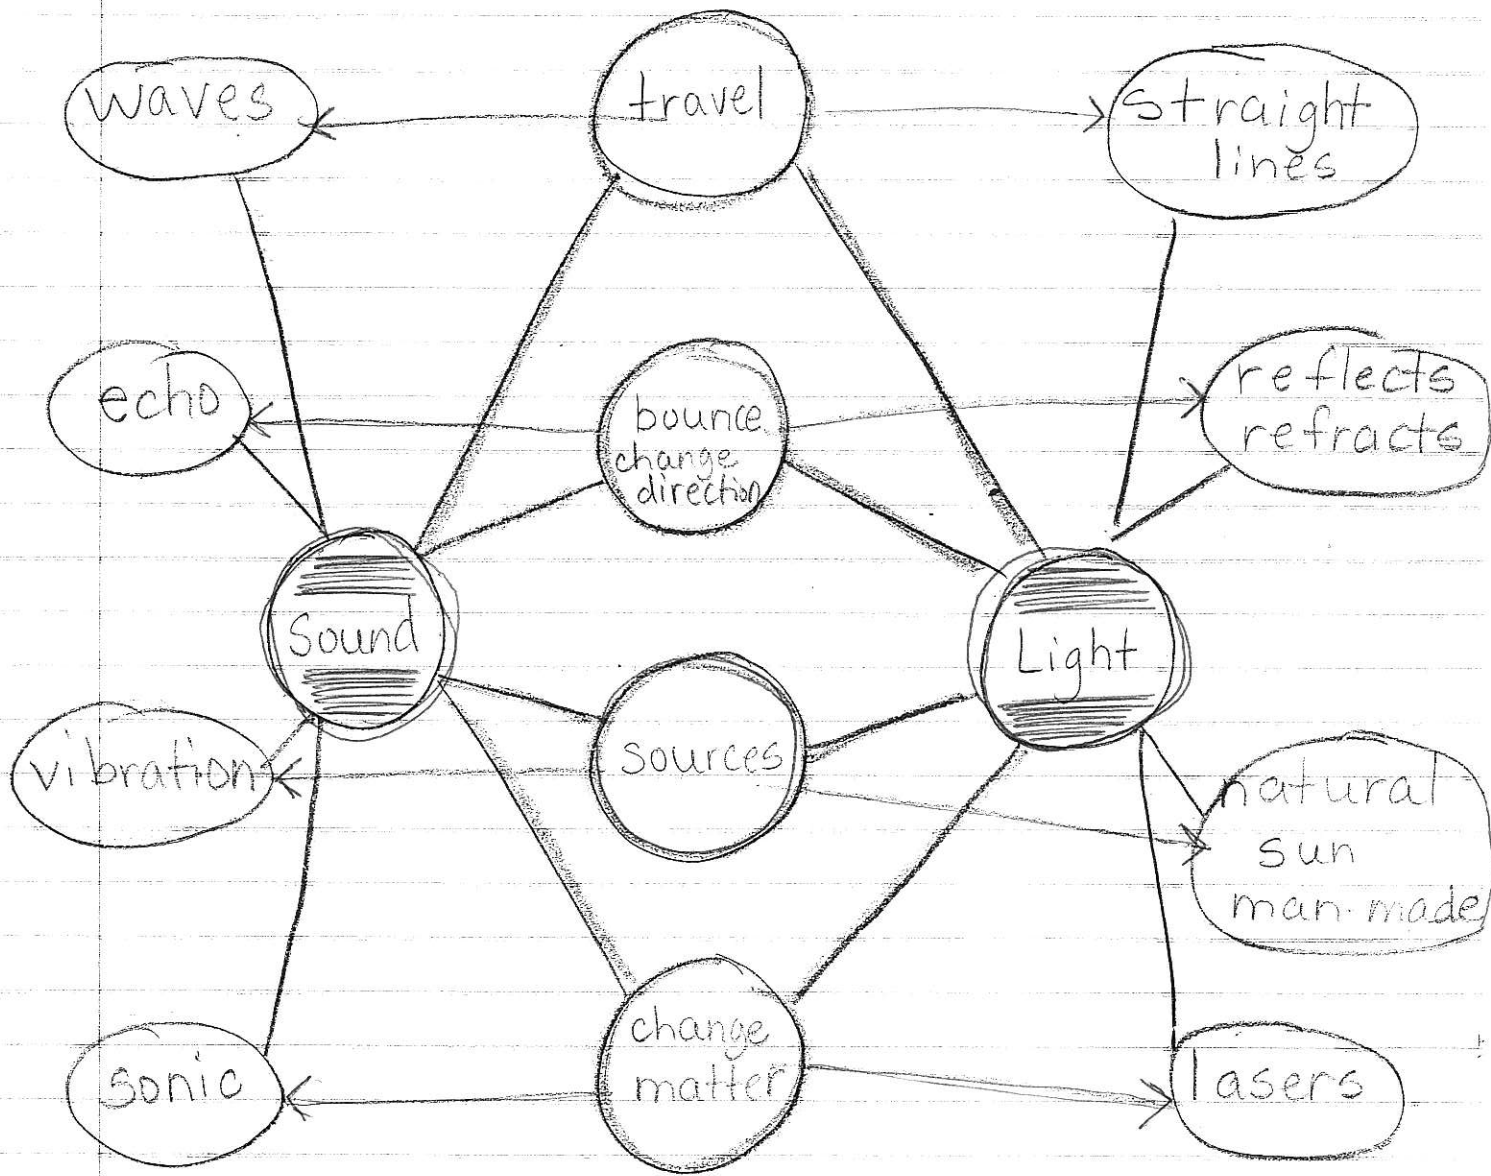 waves
travel
straight
lines
echo
bounce
change
direction
reflects
refracts
Sound
Light
vibration
sources
natural
sun
man-made
sonic
change
matter
lasers